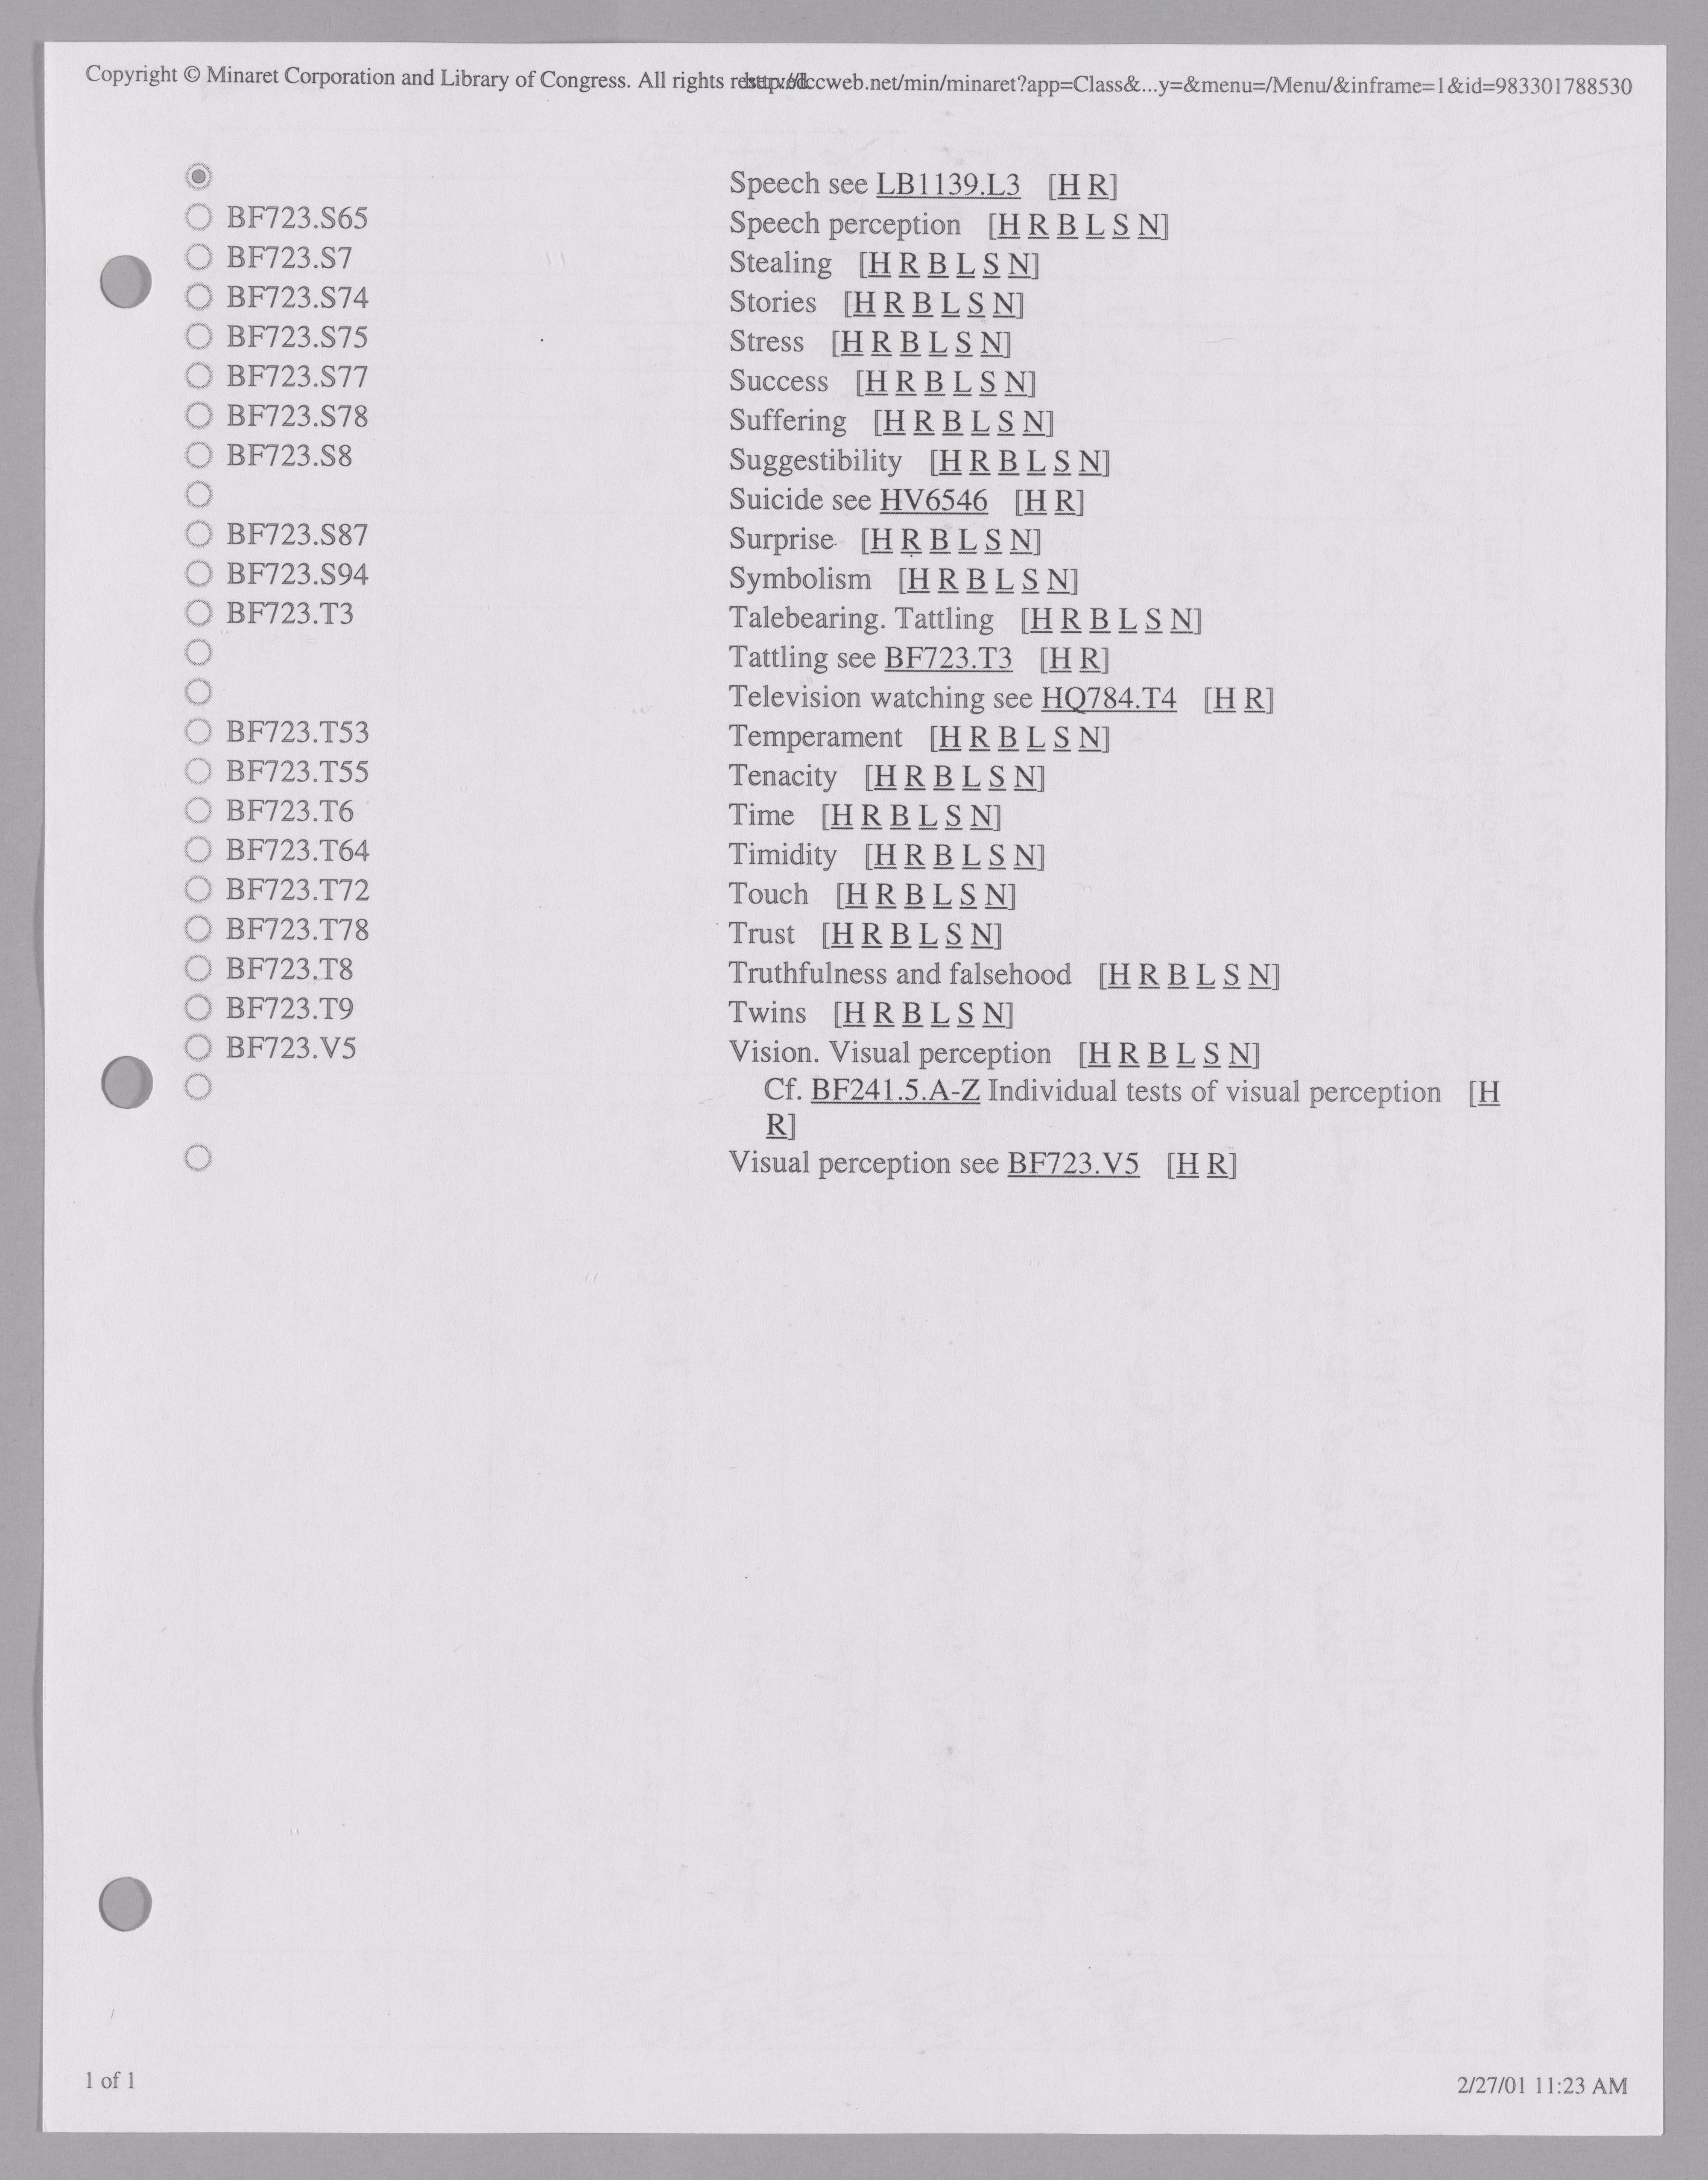 Copyright © Minaret Corporation and Library of Congress. All rights http://dccweb.net/min/minaret?app=Class&...y=&menu=/Menu/&inframe=1&id=983301788530
Speech see LB1139.L3 [H R]
BF723.S65 Speech perception [H R B L S N]
BF723.S7 Stealing [H R B L S N]
BF723.S74 Stories [H R B L S N]
BF723.S75 Stress [H R B L S N]
BF723.S77 Success [H R B L S N]
BF723.S78 Suffering [H R B L S N]
BF723.S8 Suggestibility [H R B L S N]
Suicide see HV6546 [H R]
BF723.S87 Surprise [H R B L S N]
BF723.S94 Symbolism [H R B L S N]
BF723.T3 Talebearing. Tattling [H R B L S N]
Tattling see BF723.T3 [H R]
Television watching see HQ784.T4 [H R]
BF723.T53 Temperament [H R B L S N]
BF723.T55 Tenacity [H R B L S N]
BF723.T6 Time [H R B L S N]
BF723.T64 Timidity [H R B L S N]
BF723.T72 Touch [H R B L S N]
BF723.T78 Trust [H R B L S N]
BF723.T8 Truthfulness and falsehood [H R B L S N]
BF723.T9 Twins [H R B L S N]
BF723.V5 Vision. Visual perception [H R B L S N]
Cf. BF241.5.A-Z Individual tests of visual perception [H
R]
Visual perception see BF723.V5 [H R]
1 of 1 2/27/01 11:23 AM